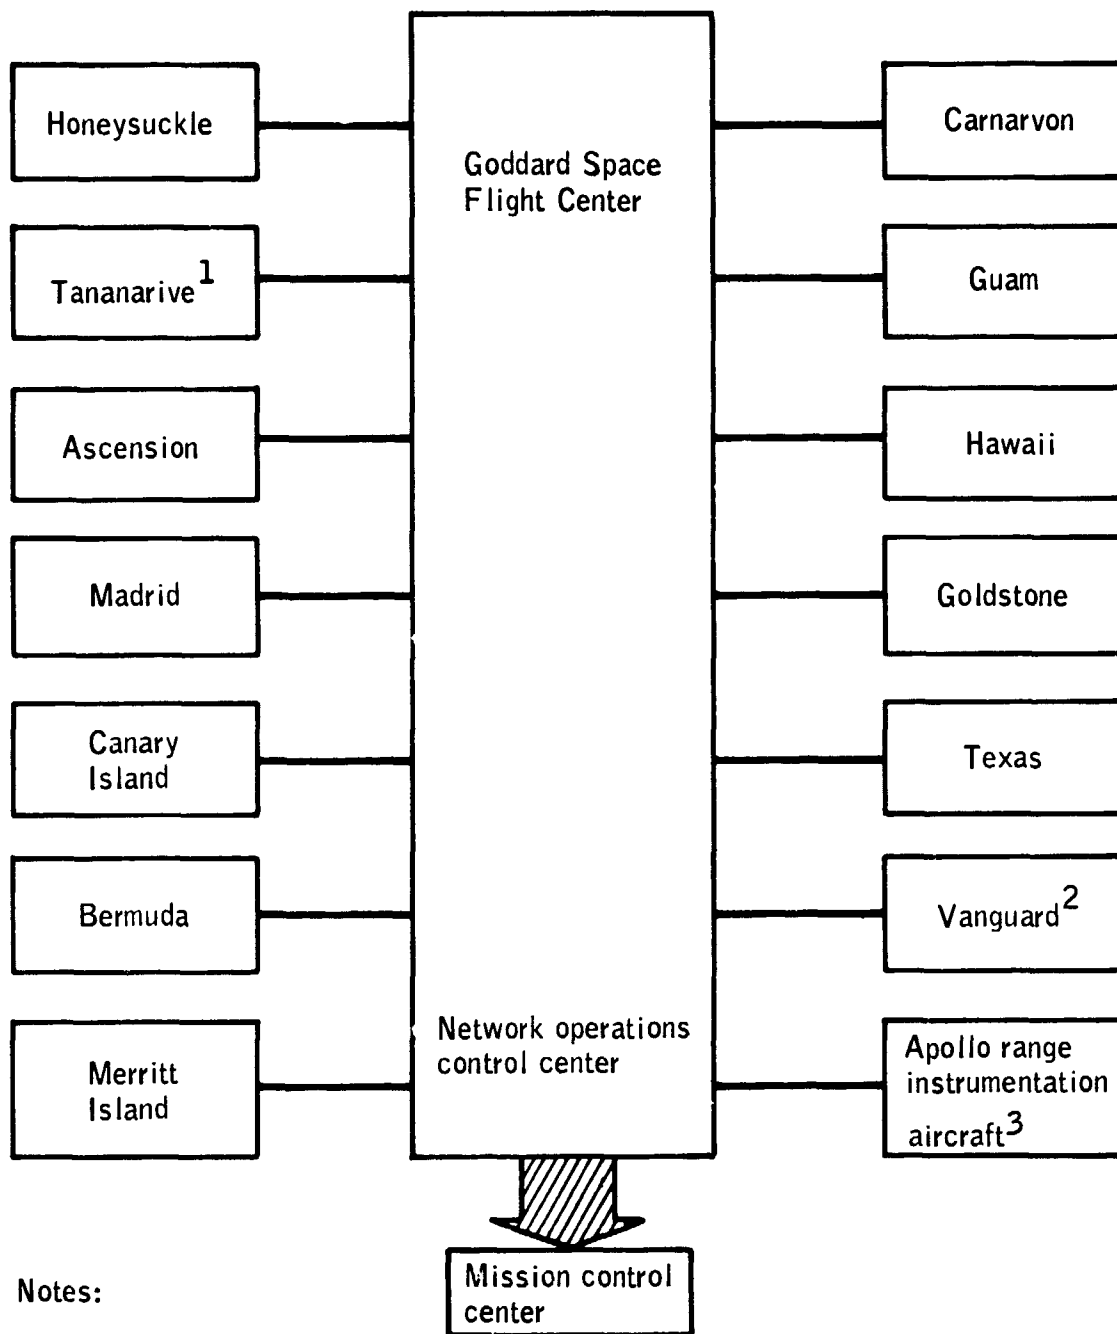 Honeysuckle
Tananarive1
Ascension
Madrid
Canary
Island
Bermuda
Merritt
Island
Goddard Space
Flight Center
Network operations
control center
Carnarvon
Guam
Hawaii
Goldstone
Texas
Vanguard2
Apollo range
instrumentation
aircraft3
Mission control
center
Notes: